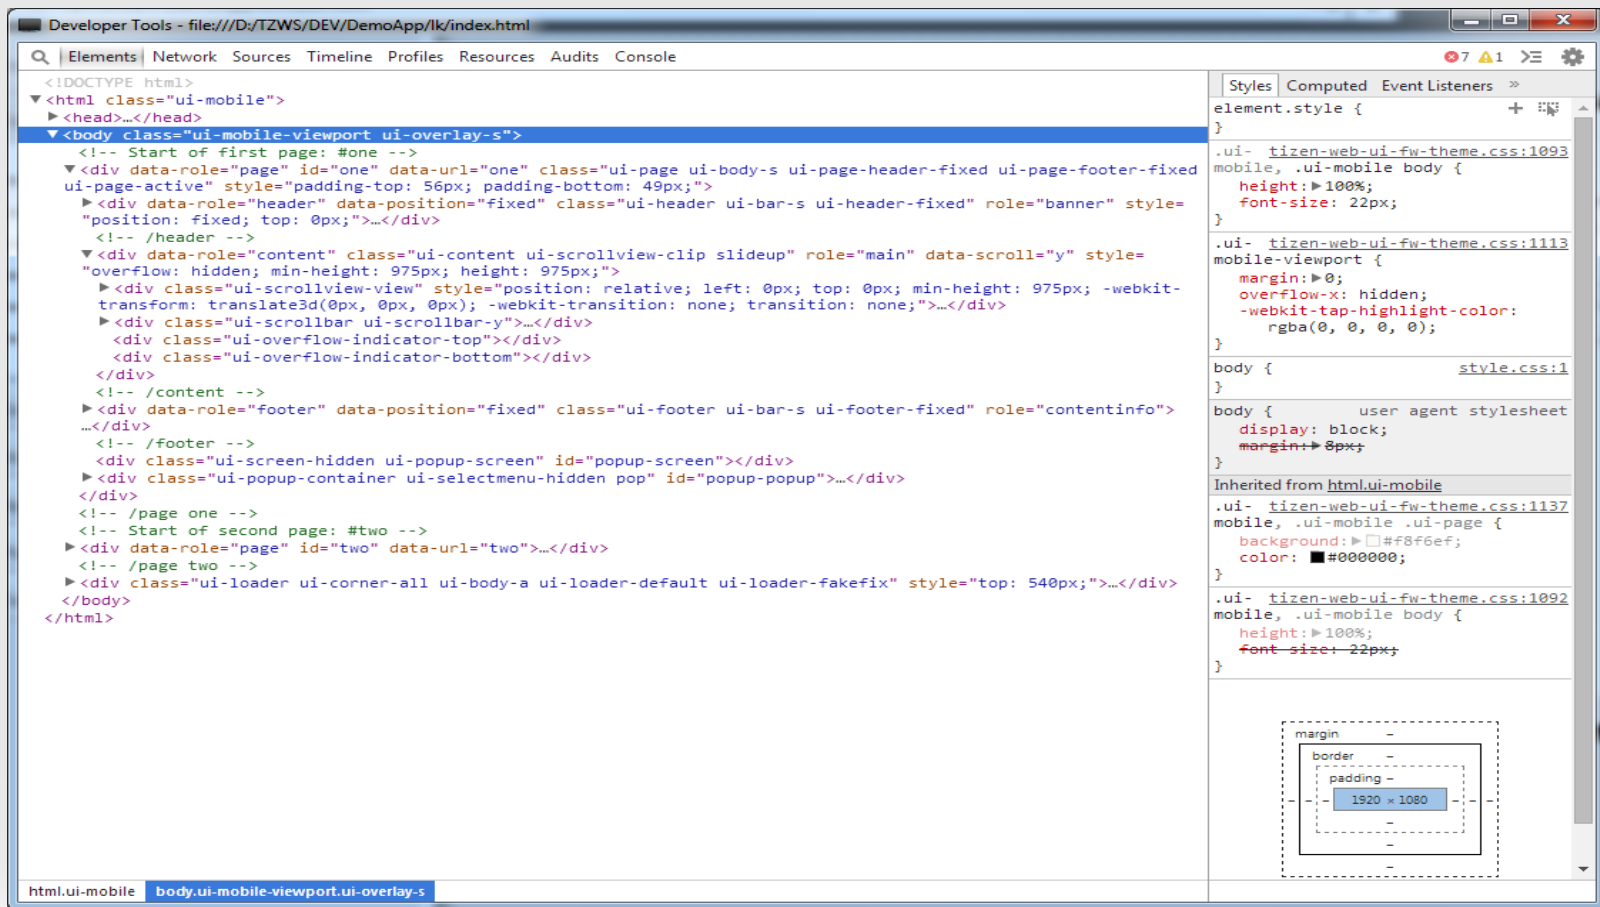 Developer Tools - file:///D:/TZWS/DEV/DemoApp/lk/index.html
Elements Network Sources Timeline Profiles Resources Audits Console
7 1
<!DOCTYPE html>
<html class="ui-mobile">
<head>…</head>
<body class="ui-mobile-viewport ui-overlay-s">
<!-- Start of first page: #one -->
<div data-role="page" id="one" data-url="one" class="ui-page ui-body-s ui-page-header-fixed ui-page-footer-fixed
ui-page-active" style="padding-top: 56px; padding-bottom: 49px;">
<div data-role="header" data-position="fixed" class="ui-header ui-bar-s ui-header-fixed" role="banner" style=
"position: fixed; top: 0px;">…</div>
<!-- /header -->
<div data-role="content" class="ui-content ui-scrollview-clip slideup" role="main" data-scroll="y" style=
"overflow: hidden; min-height: 975px; height: 975px;">
<div class="ui-scrollview-view" style="position: relative; left: 0px; top: 0px; min-height: 975px; -webkit-
transform: translate3d(0px, 0px, 0px); -webkit-transition: none; transition: none;">…</div>
<div class="ui-scrollbar ui-scrollbar-y">…</div>
<div class="ui-overflow-indicator-top"></div>
<div class="ui-overflow-indicator-bottom"></div>
</div>
<!-- /content -->
<div data-role="footer" data-position="fixed" class="ui-footer ui-bar-s ui-footer-fixed" role="contentinfo">
…</div>
<!-- /footer -->
<div class="ui-screen-hidden ui-popup-screen" id="popup-screen"></div>
<div class="ui-popup-container ui-selectmenu-hidden pop" id="popup-popup">…</div>
</div>
<!-- /page one -->
<!-- Start of second page: #two -->
<div data-role="page" id="two" data-url="two">…</div>
<!-- /page two -->
<div class="ui-loader ui-corner-all ui-body-a ui-loader-default ui-loader-fakefix" style="top: 540px;">…</div>
</body>
</html>
html.ui-mobile body.ui-mobile-viewport.ui-overlay-s
Styles Computed Event Listeners »
element.style {
}
.ui- tizen-web-ui-fw-theme.css:1093
mobile, .ui-mobile body {
height: 100%;
font-size: 22px;
}
.ui- tizen-web-ui-fw-theme.css:1113
mobile-viewport {
margin: 0;
overflow-x: hidden;
-webkit-tap-highlight-color:
rgba(0, 0, 0, 0);
}
body { style.css:1
}
body { user agent stylesheet
display: block;
margin: 8px;
}
Inherited from html.ui-mobile
.ui- tizen-web-ui-fw-theme.css:1137
mobile, .ui-mobile .ui-page {
background: #f8f6ef;
color: #000000;
}
.ui- tizen-web-ui-fw-theme.css:1092
mobile, .ui-mobile body {
height: 100%;
font-size: 22px;
}
margin –
border –
padding –
– – – 1920 × 1080 – – –
–
–
–